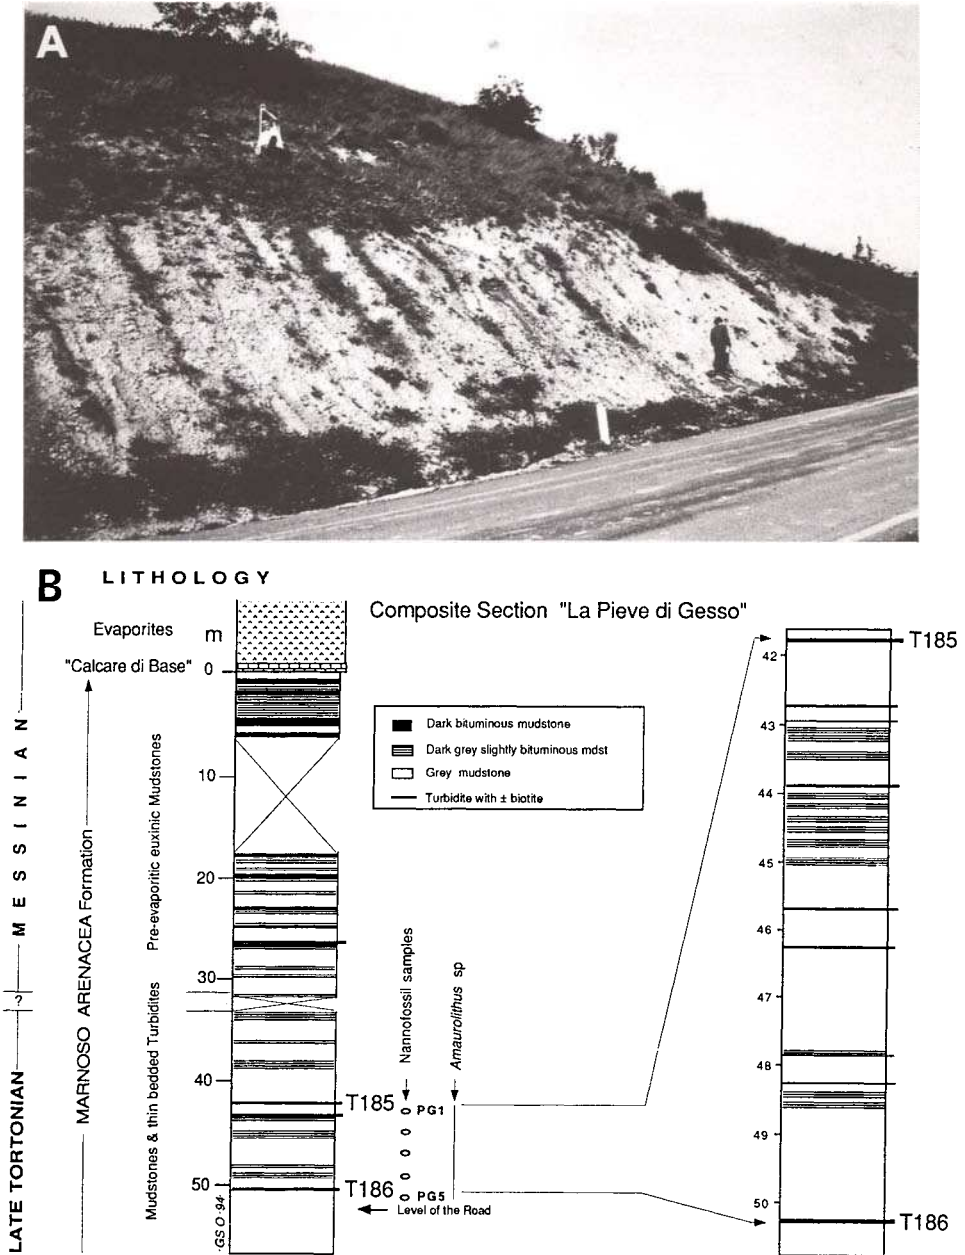 A
B LITHOLOGY
Composite Section "La Pieve di Gesso"
Evaporites
m
"Calcare di Base"
0
10
20
30
40
50
MESSINIAN
?
LATE TORTONIAN
MARNOSO ARENACEA Formation
Pre-evaporitic euxinic Mudstones
Mudstones & thin bedded Turbidites
Dark bituminous mudstone
Dark grey slightly bituminous mdst
Grey mudstone
Turbidite with ± biotite
Nannofossil samples
Amaurolithus sp
T185
PG1
T186
PG5
Level of the Road
GS O -94-
T185
42
43
44
45
46
47
48
49
50
T186